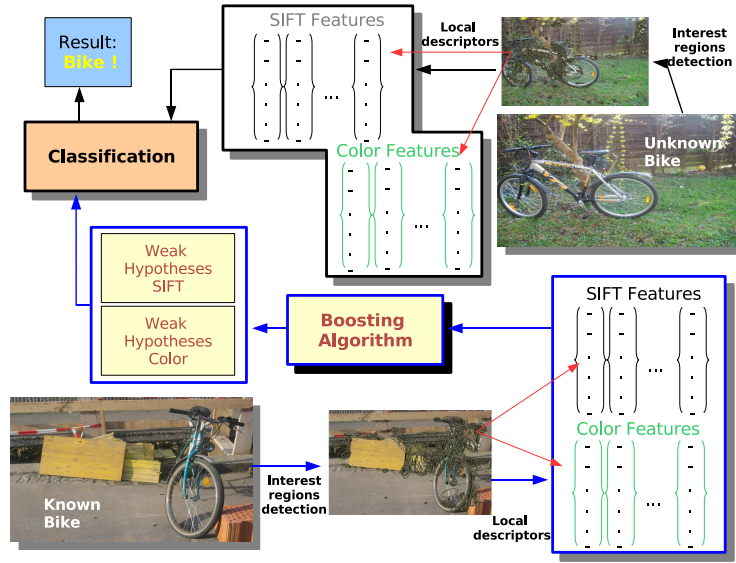 SIFT Features
...
Color Features
...
Local
descriptors
Interest
regions
detection
Result:
Bike !
Classification
Unknown
Bike
Weak
Hypotheses
SIFT
Weak
Hypotheses
Color
Boosting
Algorithm
SIFT Features
...
Color Features
...
Known
Bike
Interest
regions
detection
Local
descriptors